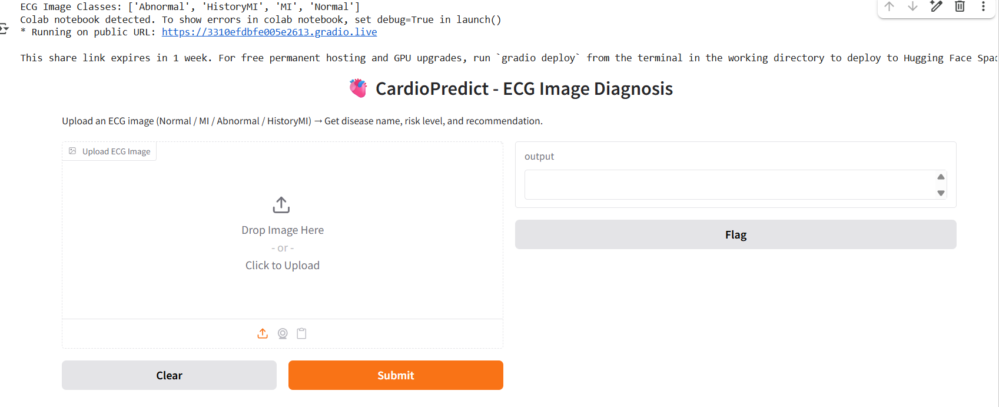 ECG Image Classes: ['Abnormal', 'HistoryMI', 'MI', 'Normal']
Colab notebook detected. To show errors in colab notebook, set debug=True in launch()
* Running on public URL: https://3310efdbfe005e2613.gradio.live
This share link expires in 1 week. For free permanent hosting and GPU upgrades, run `gradio deploy` from the terminal in the working directory to deploy to Hugging Face Spac
CardioPredict - ECG Image Diagnosis
Upload an ECG image (Normal / MI / Abnormal / HistoryMI) → Get disease name, risk level, and recommendation.
Upload ECG Image
Drop Image Here
- or -
Click to Upload
Clear
Submit
output
Flag